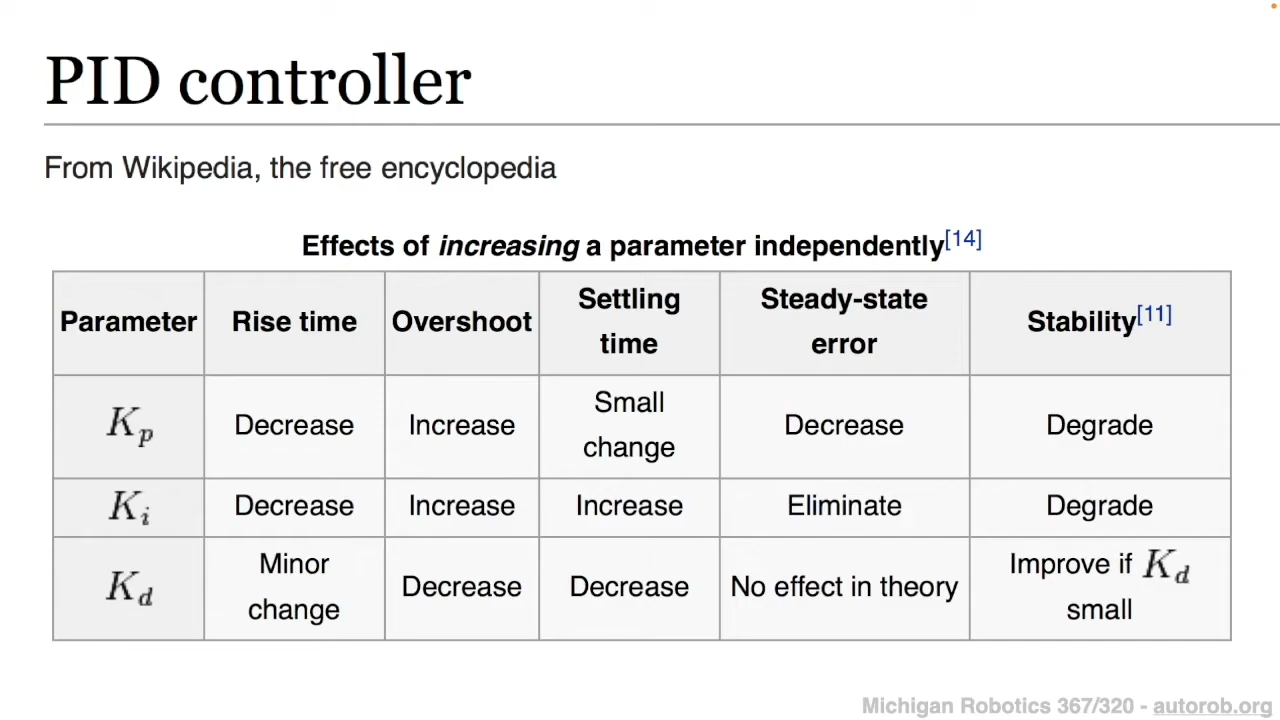 PID controller
From Wikipedia, the free encyclopedia
Effects of increasing a parameter independently[14]
Parameter Rise time Overshoot Settling time Steady-state error Stability[11]
Kp Decrease Increase Small change Decrease Degrade
Ki Decrease Increase Increase Eliminate Degrade
Kd Minor change Decrease Decrease No effect in theory Improve if Kd small
Michigan Robotics 367/320 - autorob.org